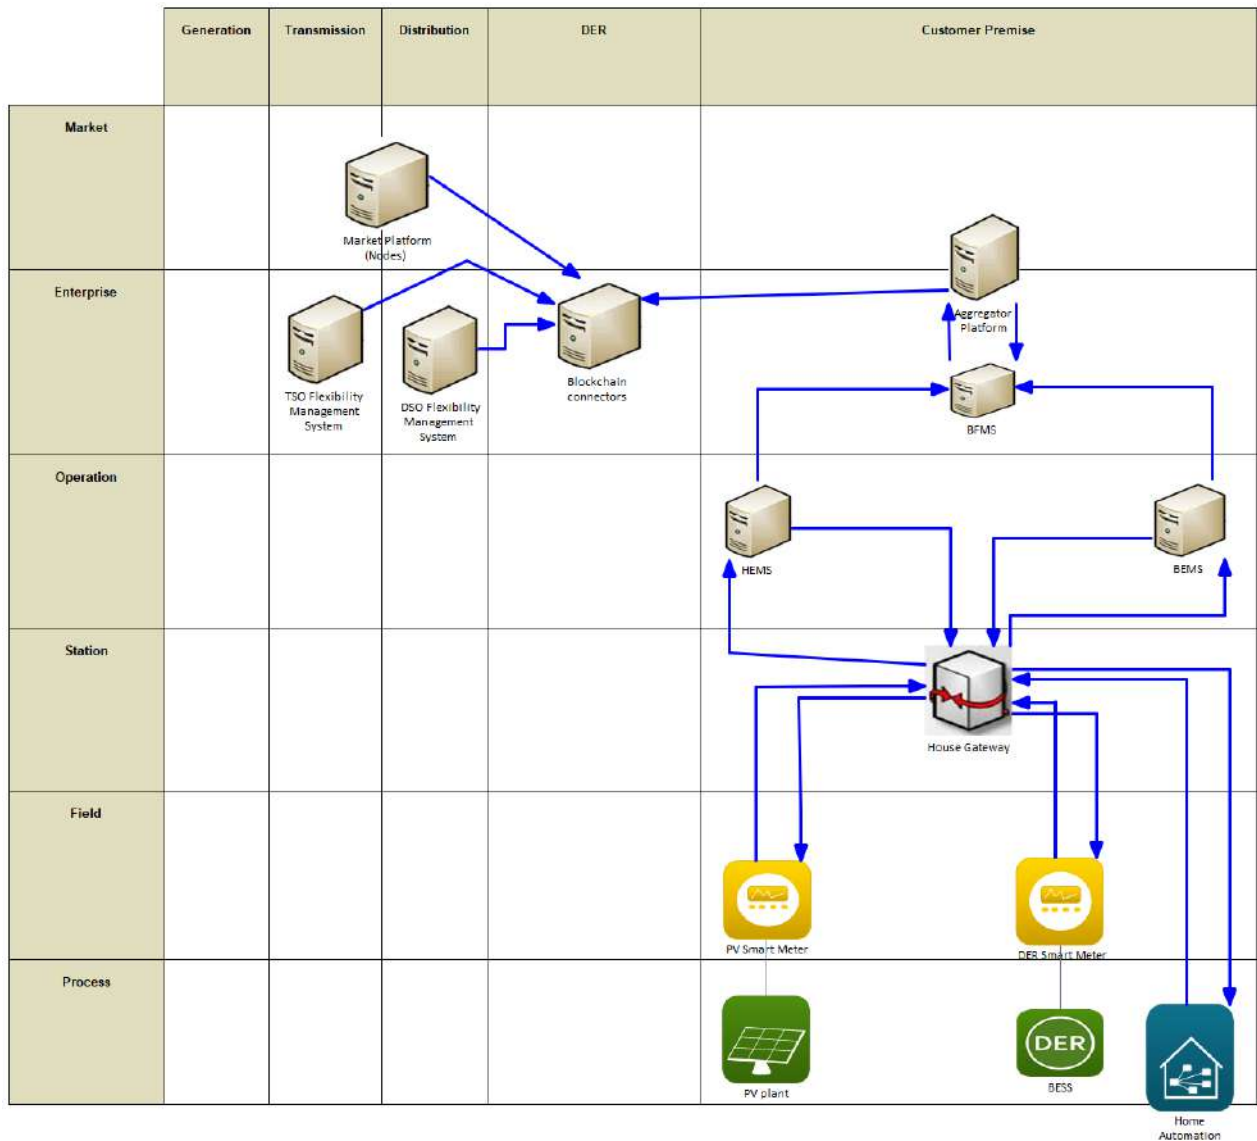 Generation
Transmission
Distribution
DER
Customer Premise
Market
Market Platform
(Nodes)
Enterprise
Aggregator
Platform
Blockchain
connectors
TSO Flexibility
Management
System
DSO Flexibility
Management
System
BFMS
Operation
HEMS
BEMS
Station
House Gateway
Field
PV Smart Meter
DER Smart Meter
Process
DER
PV plant
BESS
Home
Automation